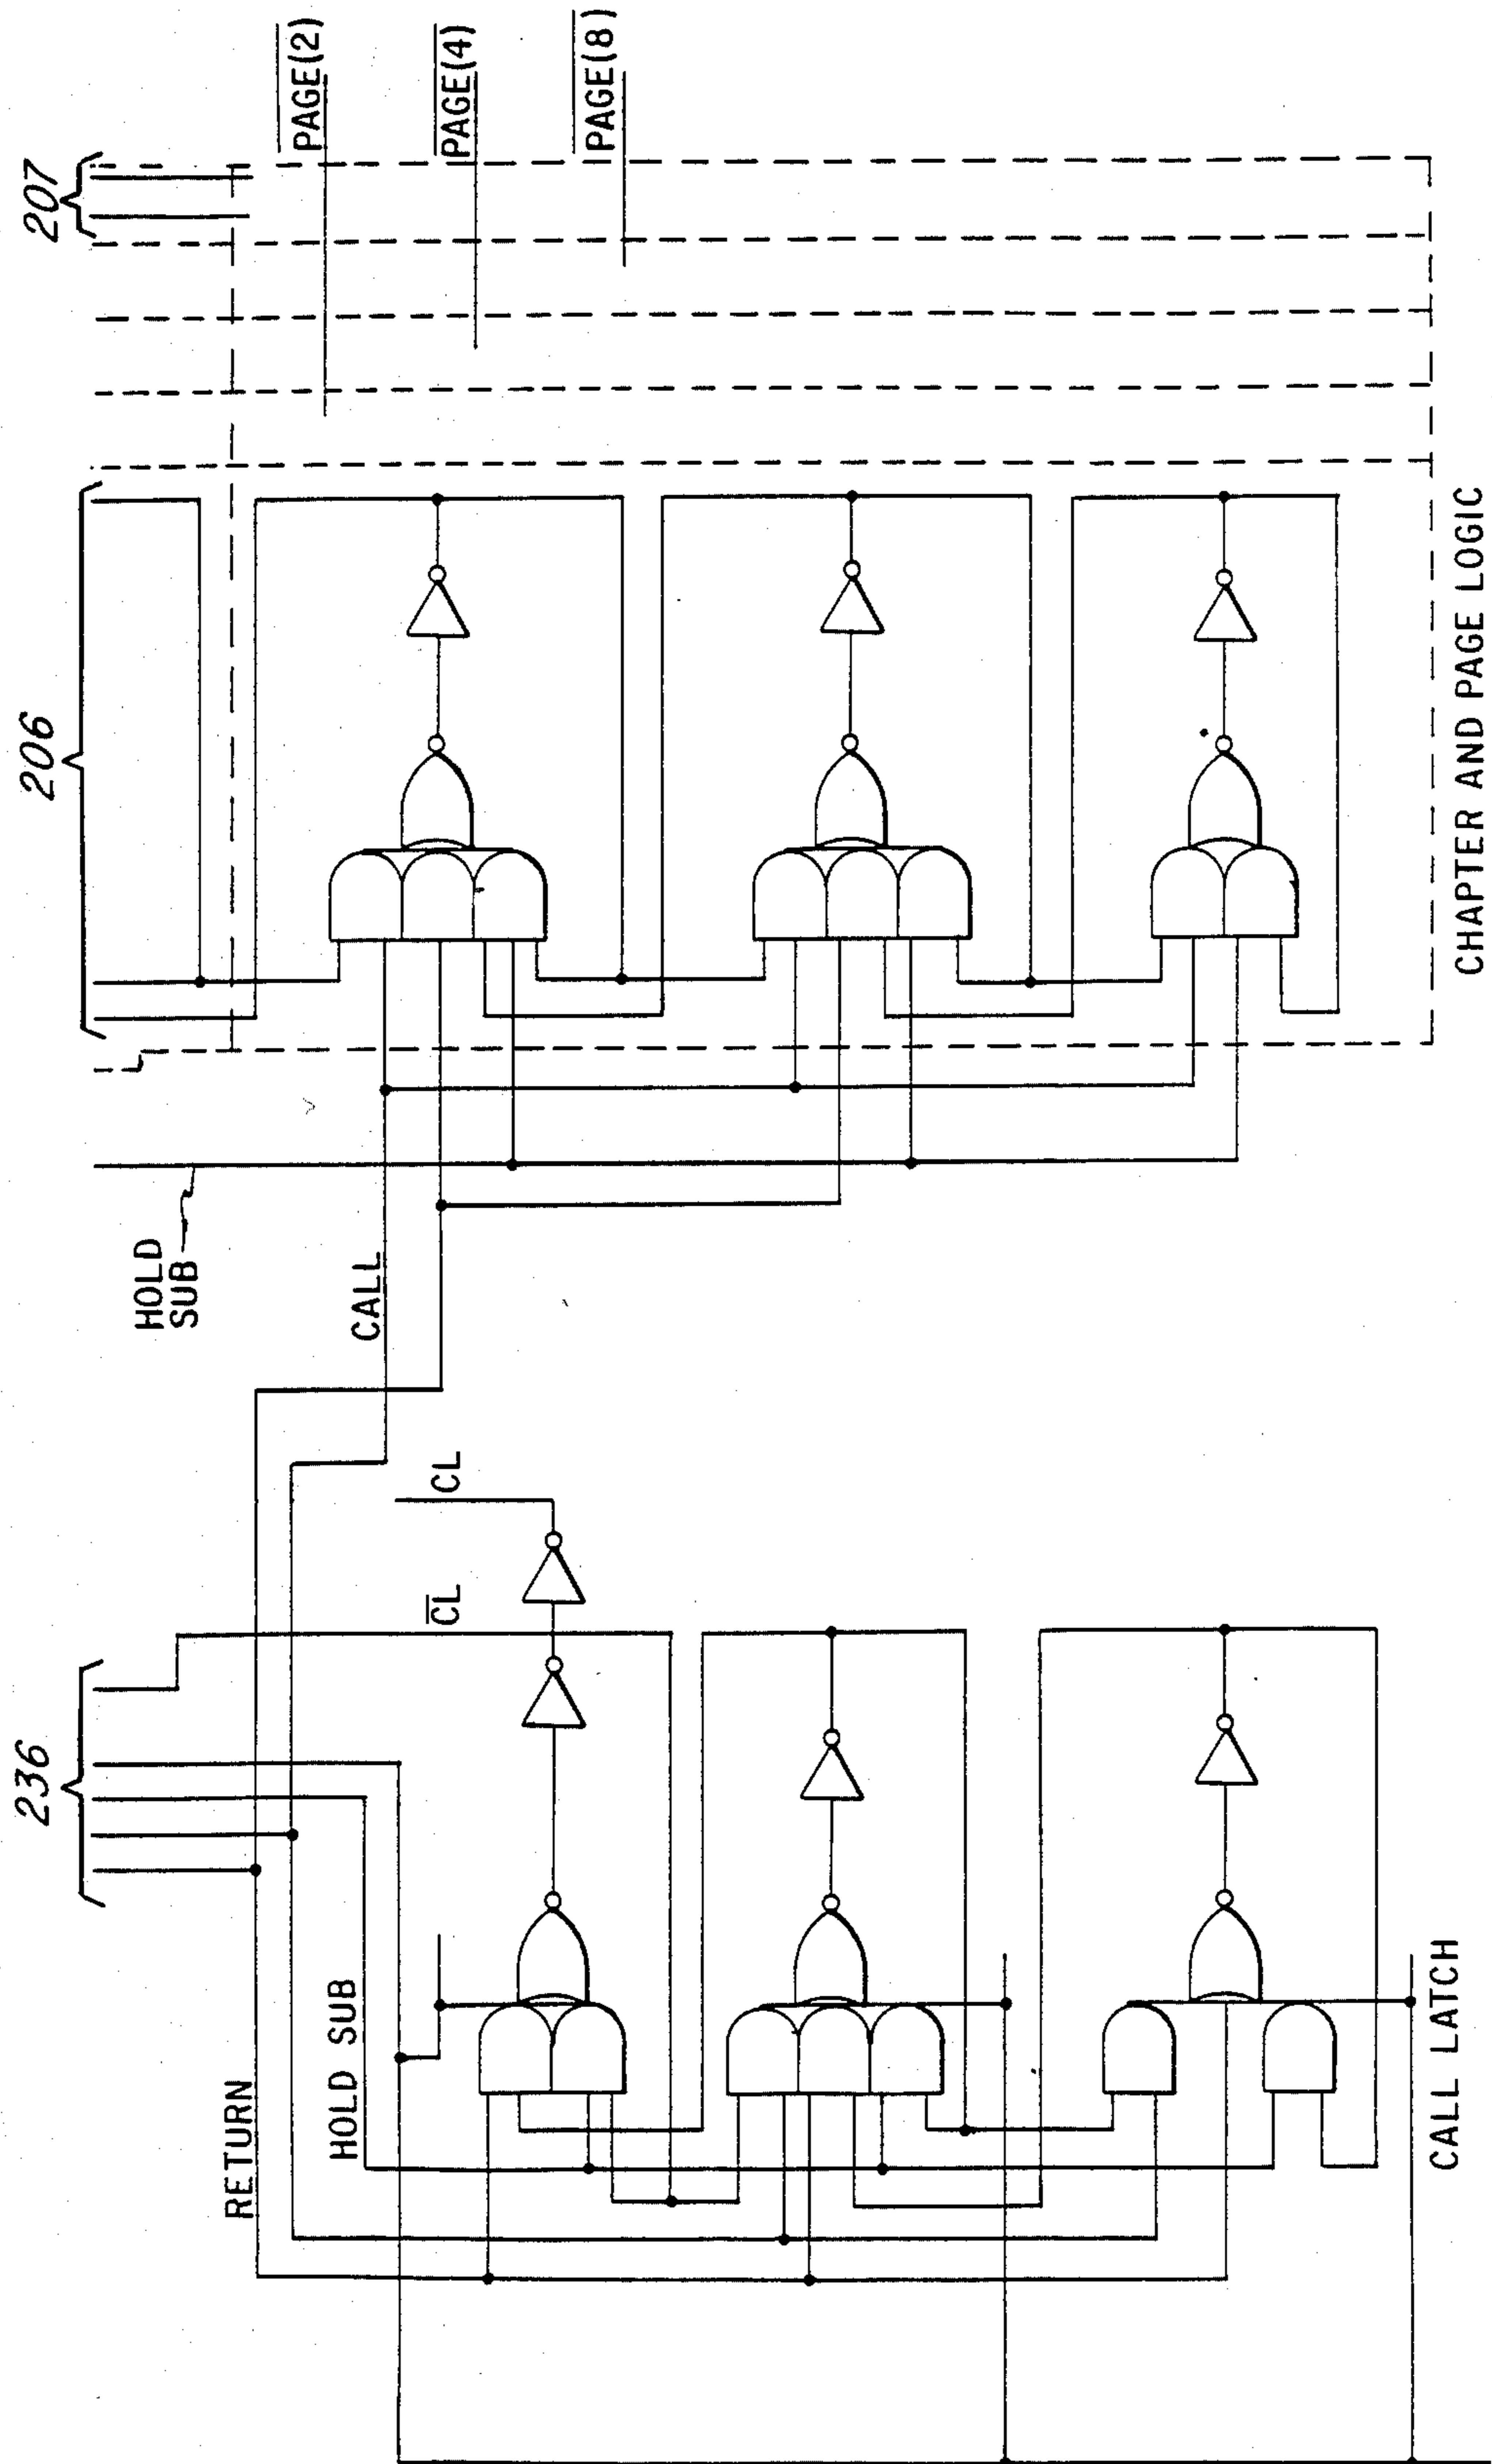 236
206
207
RETURN
HOLD SUB
CL
CL
CALL
HOLD
SUB
PAGE(2)
PAGE(4)
PAGE(8)
CALL LATCH
CHAPTER AND PAGE LOGIC